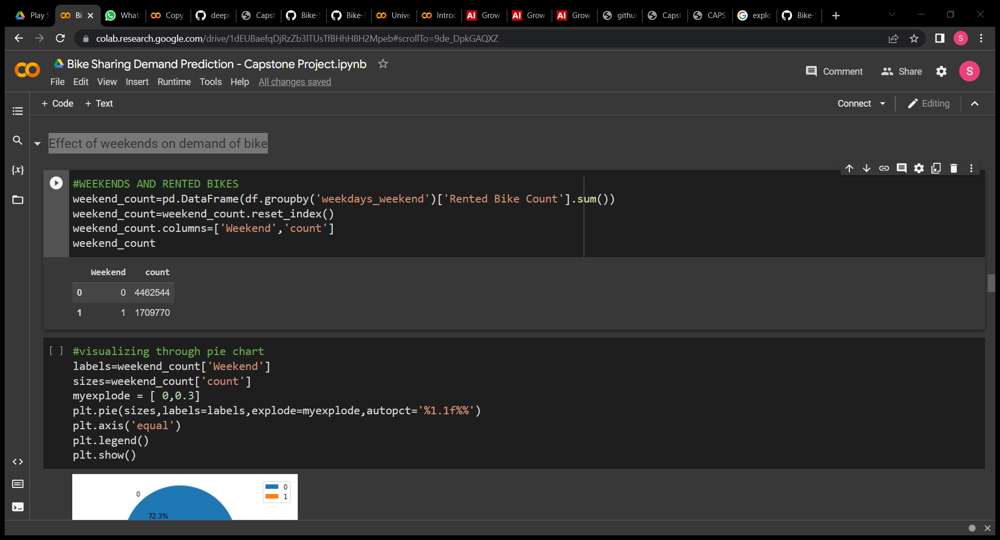 Play S
Bi
What
Copy
deepi
Capst
Bike-S
Bike-S
Unive
Introd
AI Grow
AI Grow
AI Grow
githul
Capst
CAPS
explo
Bike-S
colab.research.google.com/drive/1dEUBaefqDjRzZb3lTUsTfBHhH8H2Mpeb#scrollTo=9de_DpkGAQXZ
S
Bike Sharing Demand Prediction - Capstone Project.ipynb
File Edit View Insert Runtime Tools Help All changes saved
Comment Share S
+ Code + Text
Connect Editing
Effect of weekends on demand of bike
{x}
#WEEKENDS AND RENTED BIKES
weekend_count=pd.DataFrame(df.groupby('weekdays_weekend')['Rented Bike Count'].sum())
weekend_count=weekend_count.reset_index()
weekend_count.columns=['Weekend','count']
weekend_count
Weekend count
0 0 4462544
1 1 1709770
[ ] #visualizing through pie chart
labels=weekend_count['Weekend']
sizes=weekend_count['count']
myexplode = [ 0,0.3]
plt.pie(sizes,labels=labels,explode=myexplode,autopct='%1.1f%%')
plt.axis('equal')
plt.legend()
plt.show()
0
72.3%
0
1